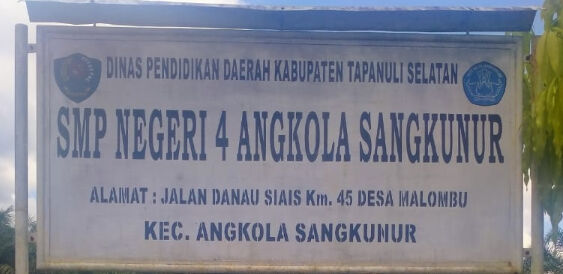 DINAS PENDIDIKAN DAERAH KABUPATEN TAPANULI SELATAN
SMP NEGERI 4 ANGKOLA SANGKUNUR
ALAMAT : JALAN DANAU SIAIS Km. 45 DESA MALOMBU
KEC. ANGKOLA SANGKUNUR